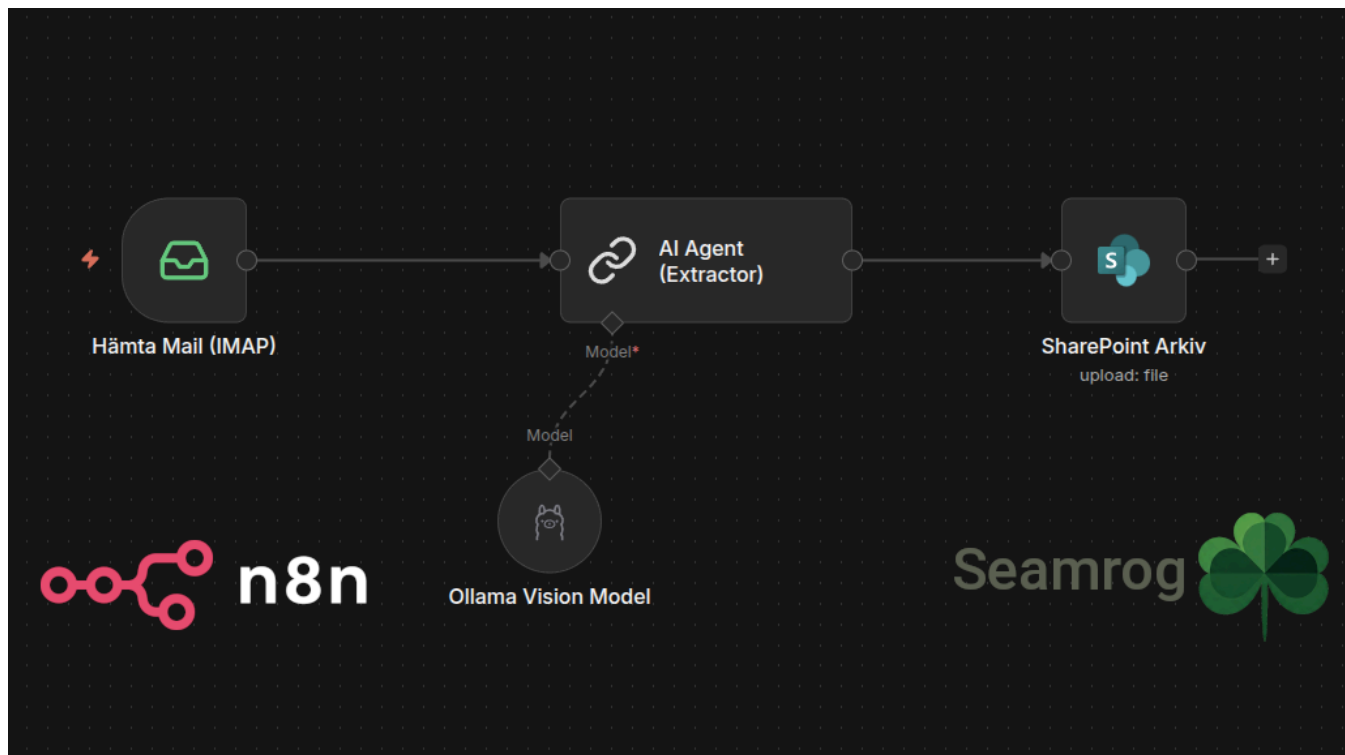 AI Agent
(Extractor)
S
Hämta Mail (IMAP)
Model*
SharePoint Arkiv
upload: file
Model
Ollama Vision Model
n8n
Seamrog